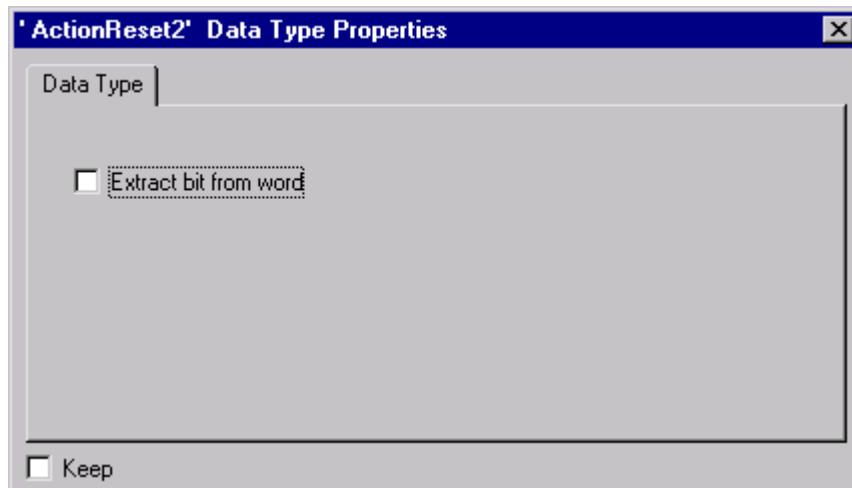 'ActionReset2' Data Type Properties
Data Type
Extract bit from word
Keep